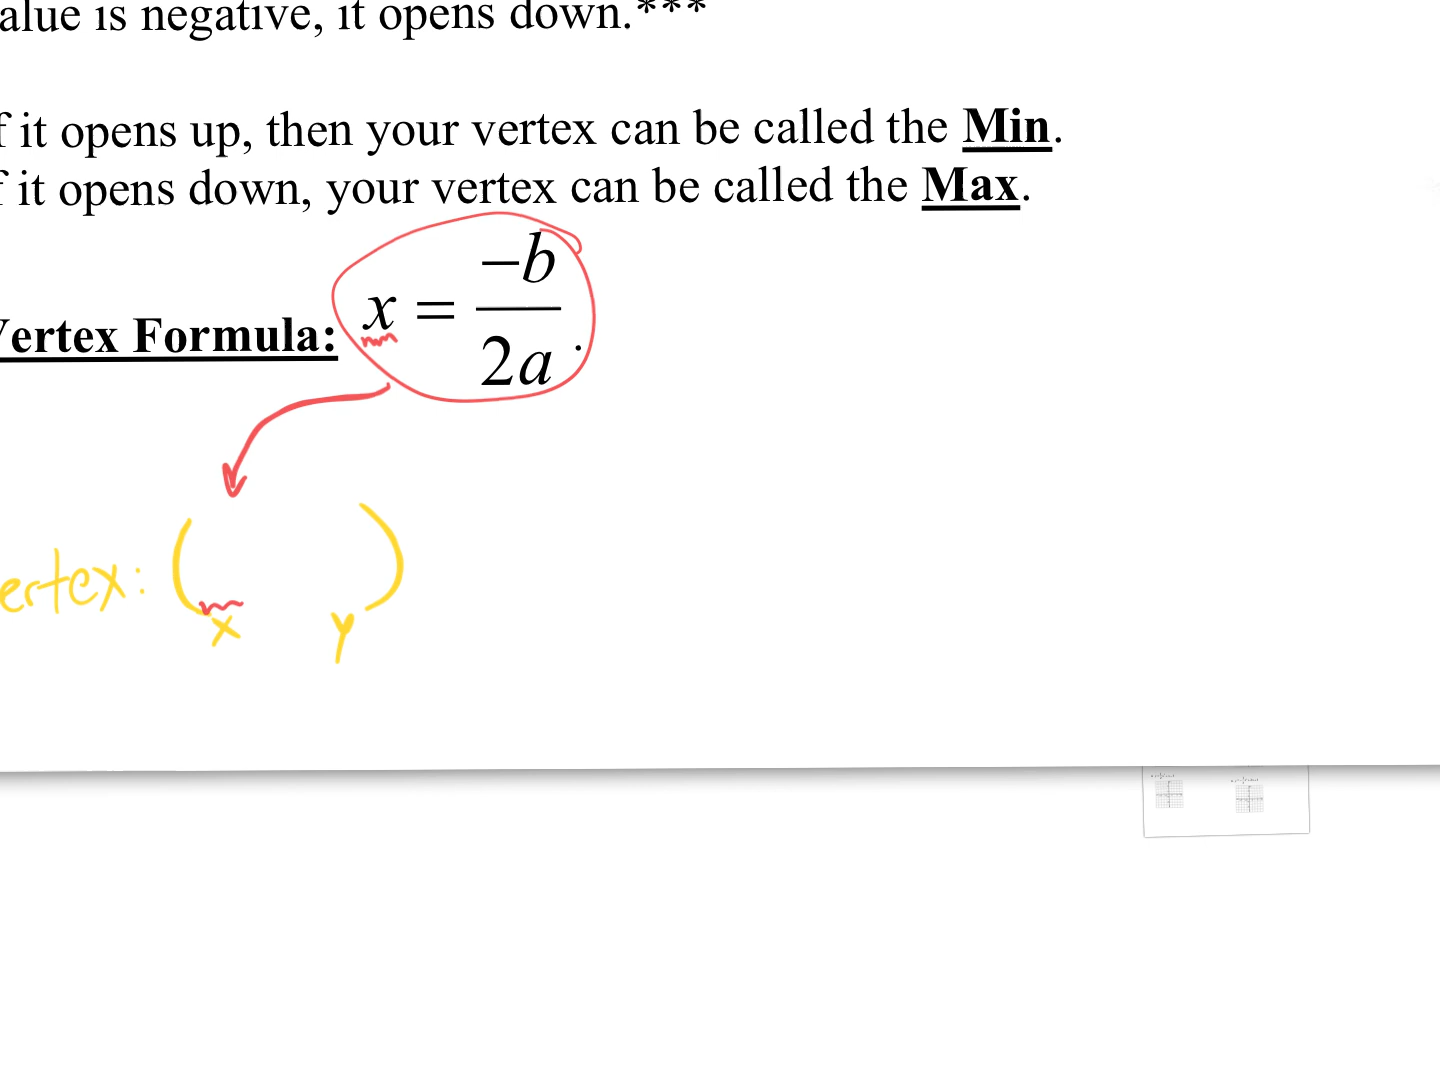 alue is negative, it opens down.***
f it opens up, then your vertex can be called the Min.
f it opens down, your vertex can be called the Max.
Vertex Formula: x = -b/2a.
ertex: ( )
x y